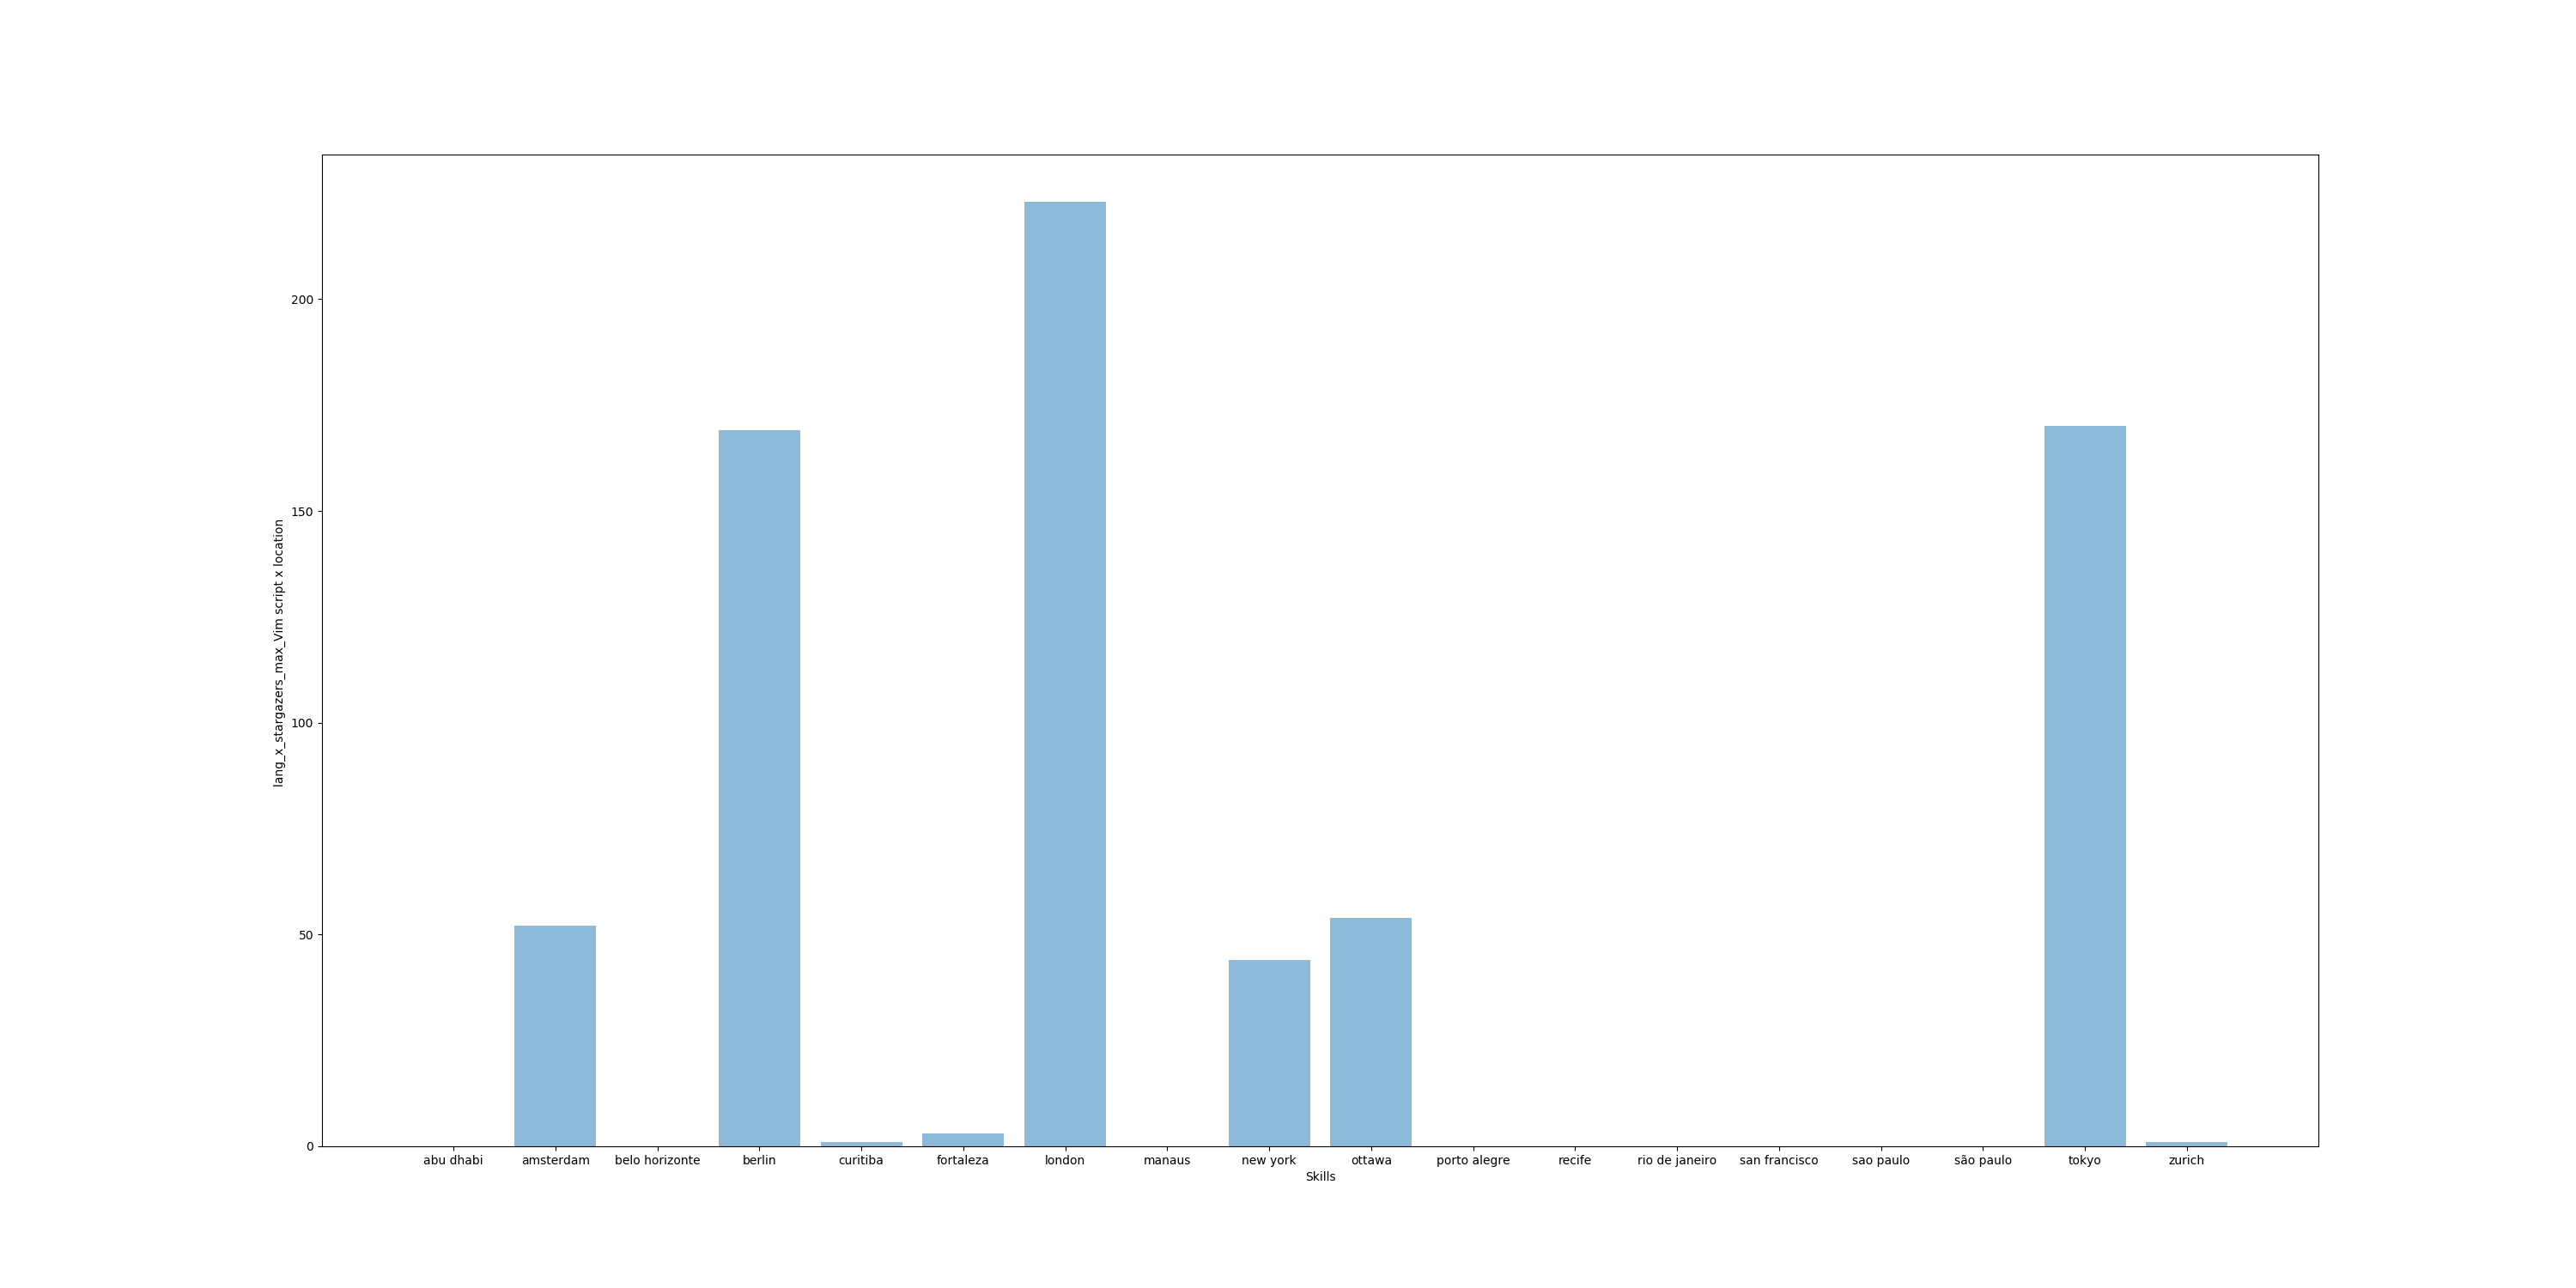 lang_x_stargazers_max_Vim script x location
200
150
100
50
0
abu dhabi amsterdam belo horizonte berlin curitiba fortaleza london manaus new york ottawa porto alegre recife rio de janeiro san francisco sao paulo são paulo tokyo zurich
Skills